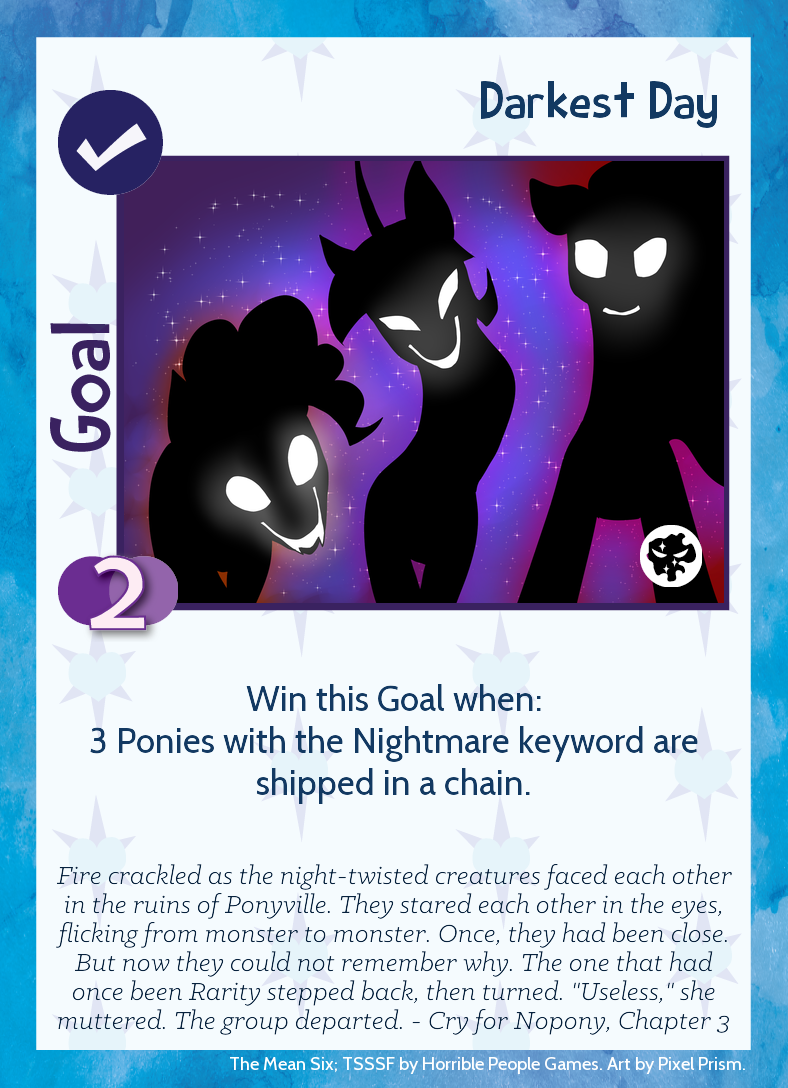 Darkest Day
Goal
2
Win this Goal when:
3 Ponies with the Nightmare keyword are
shipped in a chain.
Fire crackled as the night-twisted creatures faced each other
in the ruins of Ponyville. They stared each other in the eyes,
flicking from monster to monster. Once, they had been close.
But now they could not remember why. The one that had
once been Rarity stepped back, then turned. "Useless," she
muttered. The group departed. - Cry for Nopony, Chapter 3
The Mean Six; TSSSF by Horrible People Games. Art by Pixel Prism.